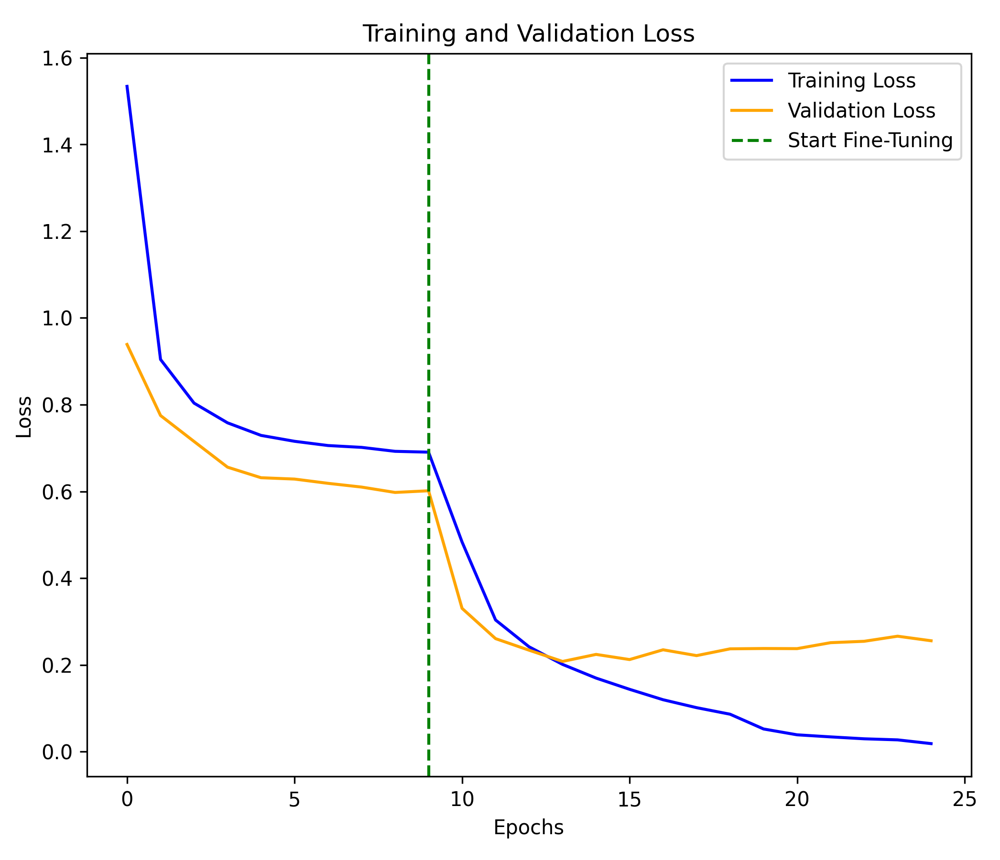 Training and Validation Loss
1.6
1.4
1.2
1.0
0.8
0.6
0.4
0.2
0.0
Loss
Training Loss
Validation Loss
Start Fine-Tuning
0 5 10 15 20 25
Epochs